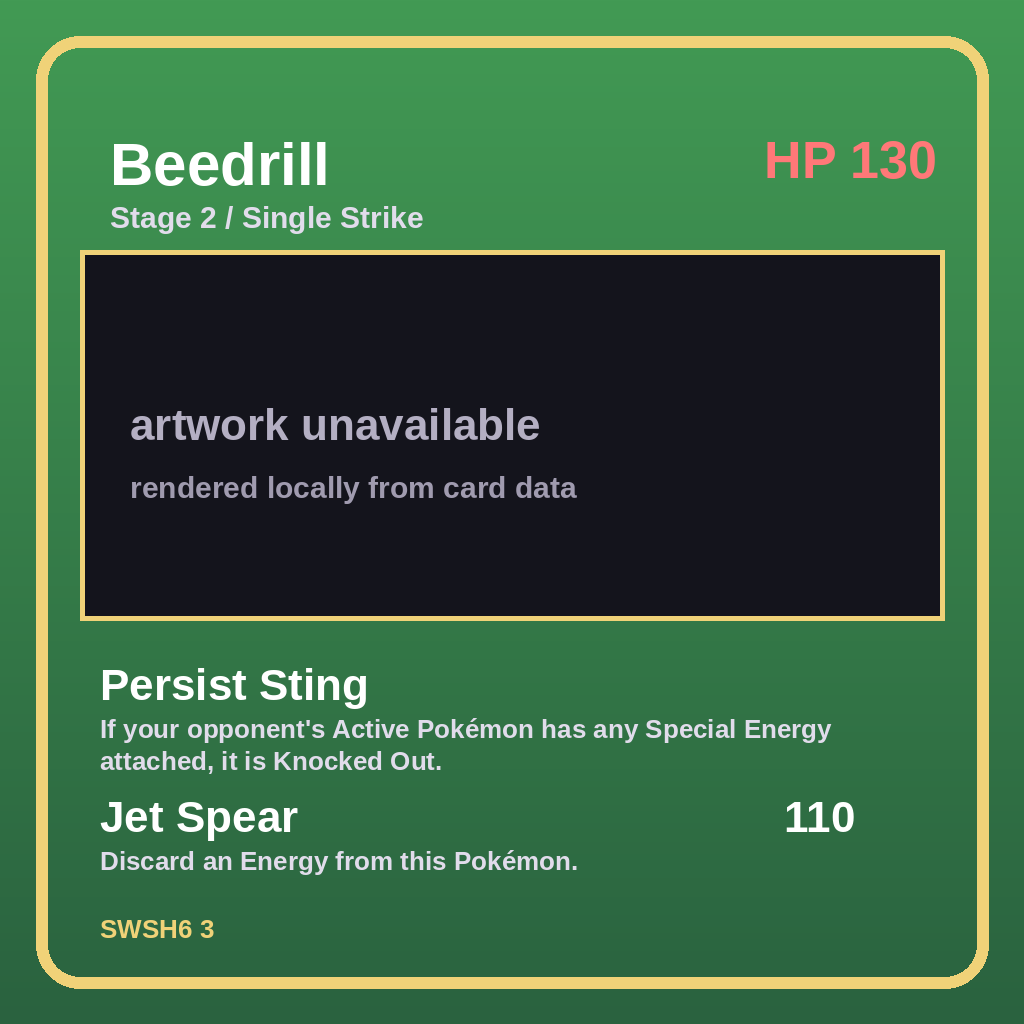 Beedrill
HP 130
Stage 2 / Single Strike
artwork unavailable
rendered locally from card data
Persist Sting
If your opponent's Active Pokémon has any Special Energy
attached, it is Knocked Out.
Jet Spear
110
Discard an Energy from this Pokémon.
SWSH6 3